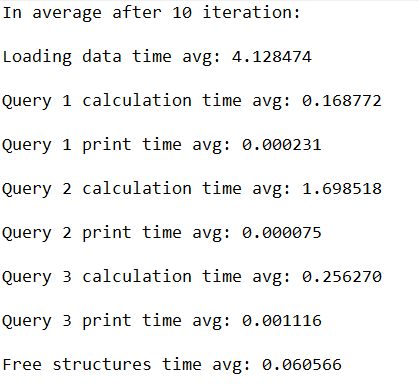 In average after 10 iteration:
Loading data time avg: 4.128474
Query 1 calculation time avg: 0.168772
Query 1 print time avg: 0.000231
Query 2 calculation time avg: 1.698518
Query 2 print time avg: 0.000075
Query 3 calculation time avg: 0.256270
Query 3 print time avg: 0.001116
Free structures time avg: 0.060566